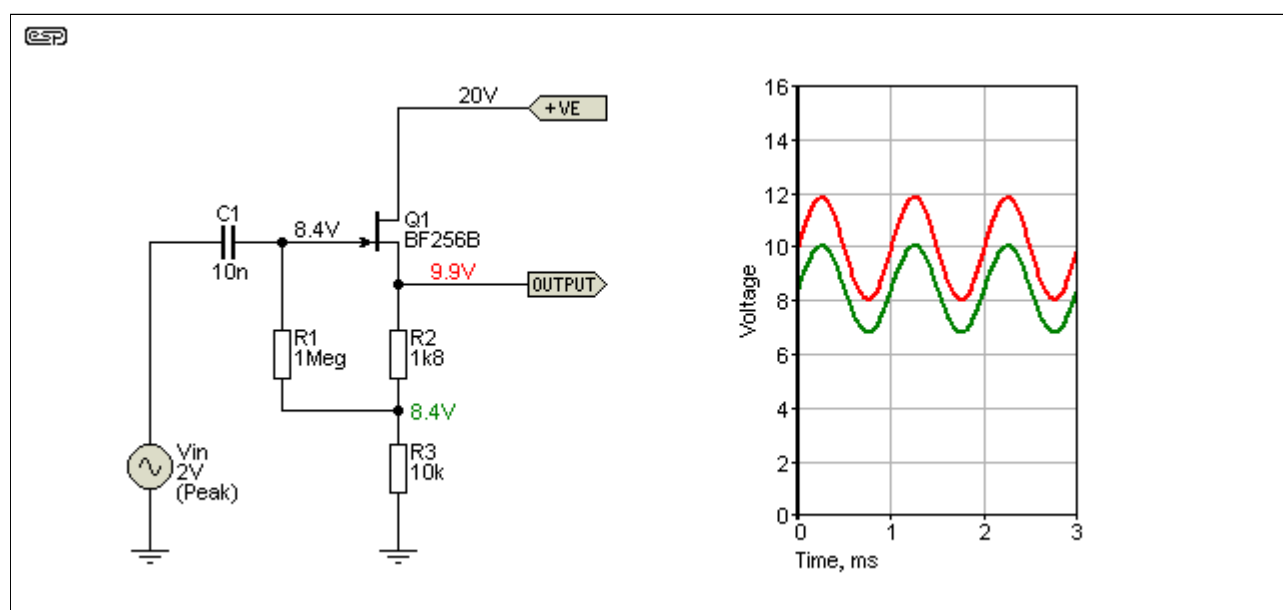 esp
20V
+VE
C1
10n
8.4V
Q1
BF256B
9.9V
OUTPUT
R1
1Meg
R2
1k8
8.4V
Vin
2V
(Peak)
R3
10k
16
14
12
10
8
6
4
2
0
Voltage
0 1 2 3
Time, ms